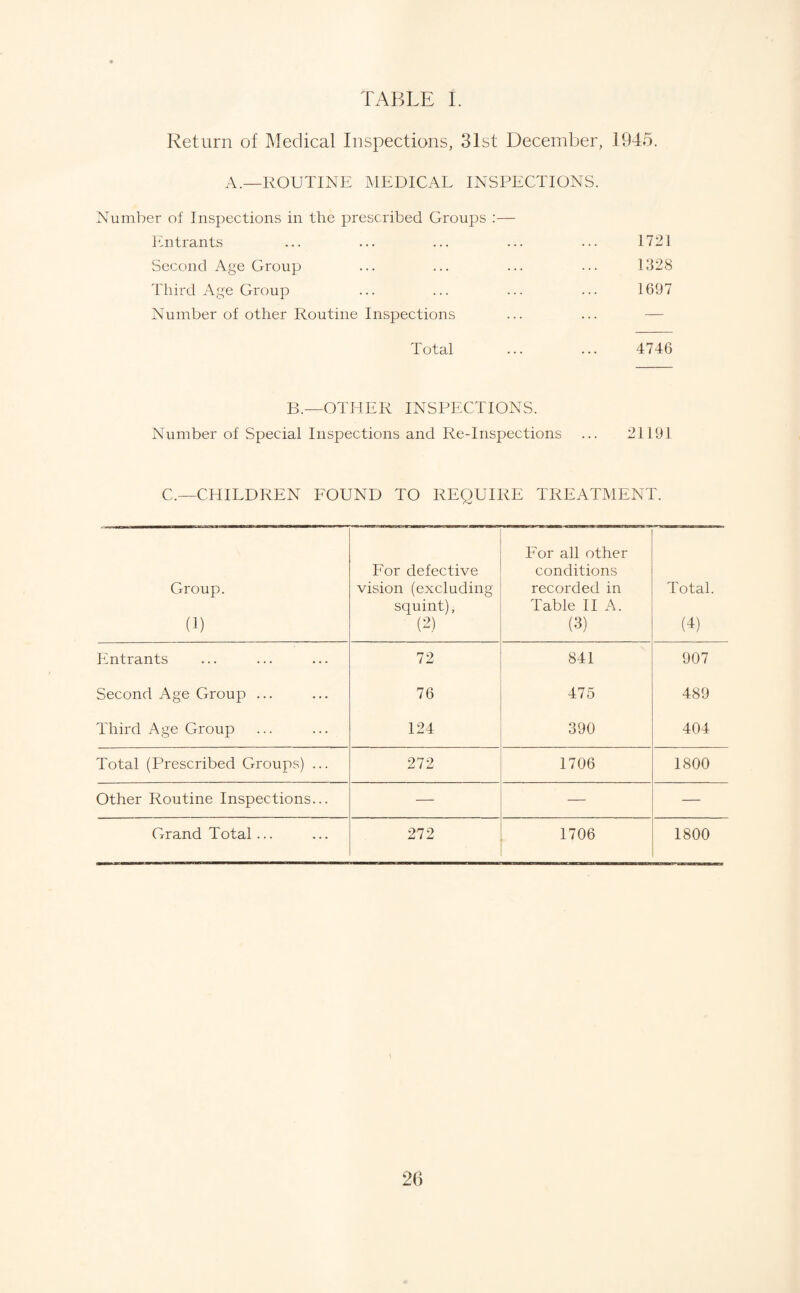 TABLE I.
Return of Medical Inspections, 31st December, 1945.
A.—ROUTINE MEDICAL INSPECTIONS.
Number of Inspections in the prescribed Groups :—
Entrants ... ... ... ... ... 1721
Second Age Group ... ... ... ... 1328
Third Age Group ... ... ... ... 1697
Number of other Routine Inspections ... ... —
Total ... ... 4746
B.—OTHER INSPECTIONS.
Number of Special Inspections and Re-Inspections ... 21191
C.—CHILDREN FOUND TO REQUIRE TREATMENT.
Group. (1) For defective vision (excluding squint), (2) For all other conditions recorded in Table II A. (3) Total. (4)
Entrants ... ... ... 72 841 907
Second Age Group ... ... 76 475 489
Third Age Group ... ... 124 390 404
Total (Prescribed Groups) ... 272 1706 1800
Other Routine Inspections... — — —
Grand Total ... ... 272 1706 1800
26